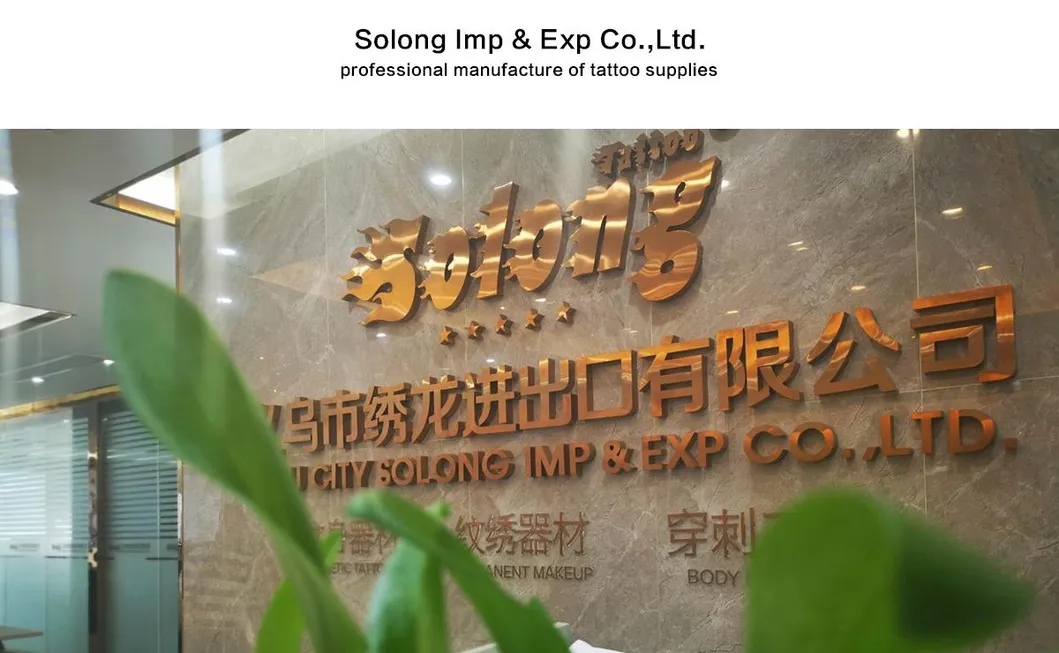 Solong Imp & Exp Co.,Ltd.
professional manufacture of tattoo supplies
Tattoo
Solong
乌市绣龙进出口有限公司
CITY SOLONG IMP & EXP CO.,LTD.
纹绣器材
穿刺
MAKEUP
BODY